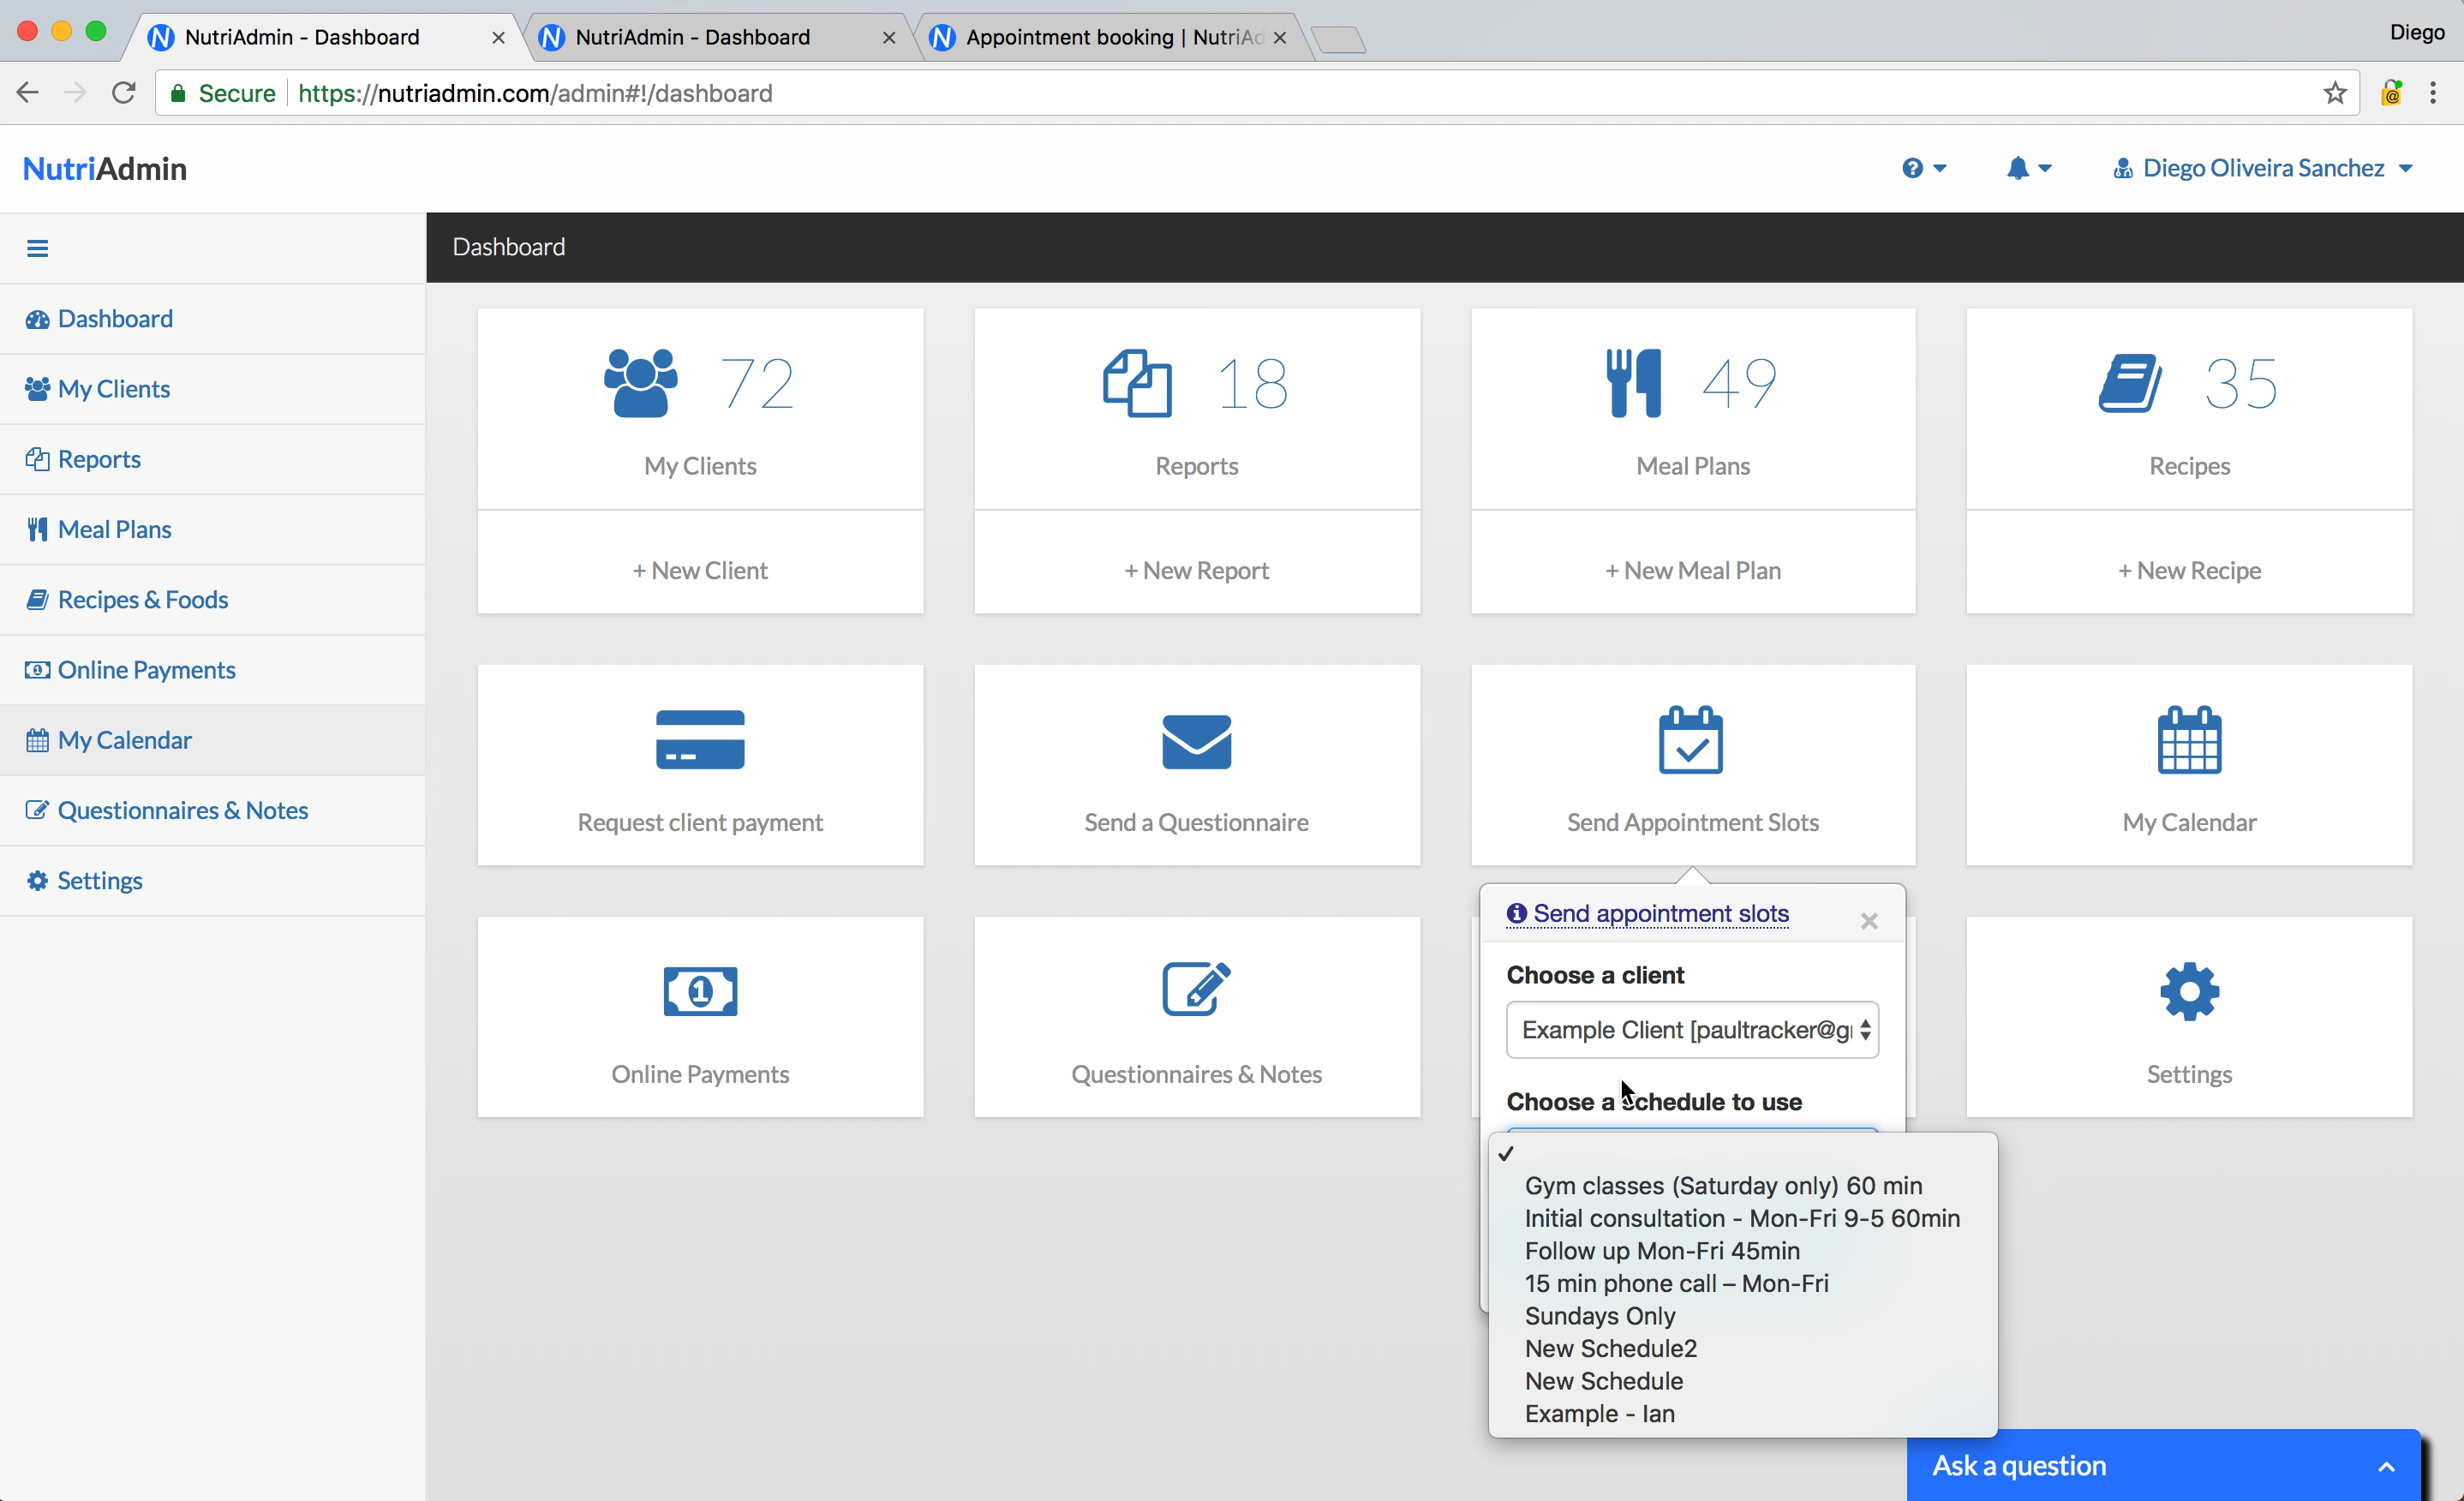 NutriAdmin - Dashboard
NutriAdmin - Dashboard
Appointment booking | NutriAd
Diego
Secure
https://nutriadmin.com/admin#!/dashboard
NutriAdmin
Diego Oliveira Sanchez
Dashboard
Dashboard
My Clients
Reports
Meal Plans
Recipes & Foods
Online Payments
My Calendar
Questionnaires & Notes
Settings
72
My Clients
+ New Client
18
Reports
+ New Report
49
Meal Plans
+ New Meal Plan
35
Recipes
+ New Recipe
Request client payment
Send a Questionnaire
Send Appointment Slots
My Calendar
Online Payments
Questionnaires & Notes
Settings
Send appointment slots
Choose a client
Example Client [paultracker@g
Choose a schedule to use
Gym classes (Saturday only) 60 min
Initial consultation - Mon-Fri 9-5 60min
Follow up Mon-Fri 45min
15 min phone call – Mon-Fri
Sundays Only
New Schedule2
New Schedule
Example - Ian
Ask a question